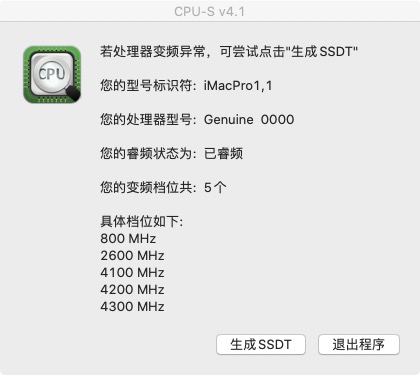 CPU-S v4.1
CPU
若处理器变频异常，可尝试点击"生成SSDT"
您的型号标识符：iMacPro1,1
您的处理器型号：Genuine 0000
您的睿频状态为：已睿频
您的变频档位共：5个
具体档位如下：
800 MHz
2600 MHz
4100 MHz
4200 MHz
4300 MHz
生成SSDT
退出程序